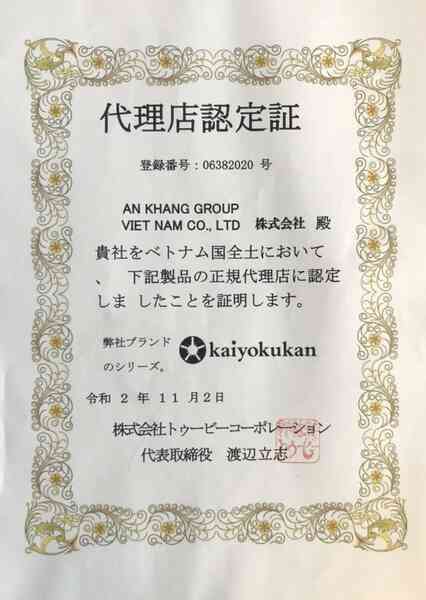 代理店認定証
登録番号：06382020 号
AN KHANG GROUP
VIET NAM CO., LTD 株式会社 殿
貴社をベトナム国全土において
、 下記製品の正規代理店に認定
しま したことを証明します。
弊社ブランド
のシリーズ。
kaiyokukan
令和 2 年 11 月2日
株式会社トゥービーコーポレーション
代表取締役 渡辺立志